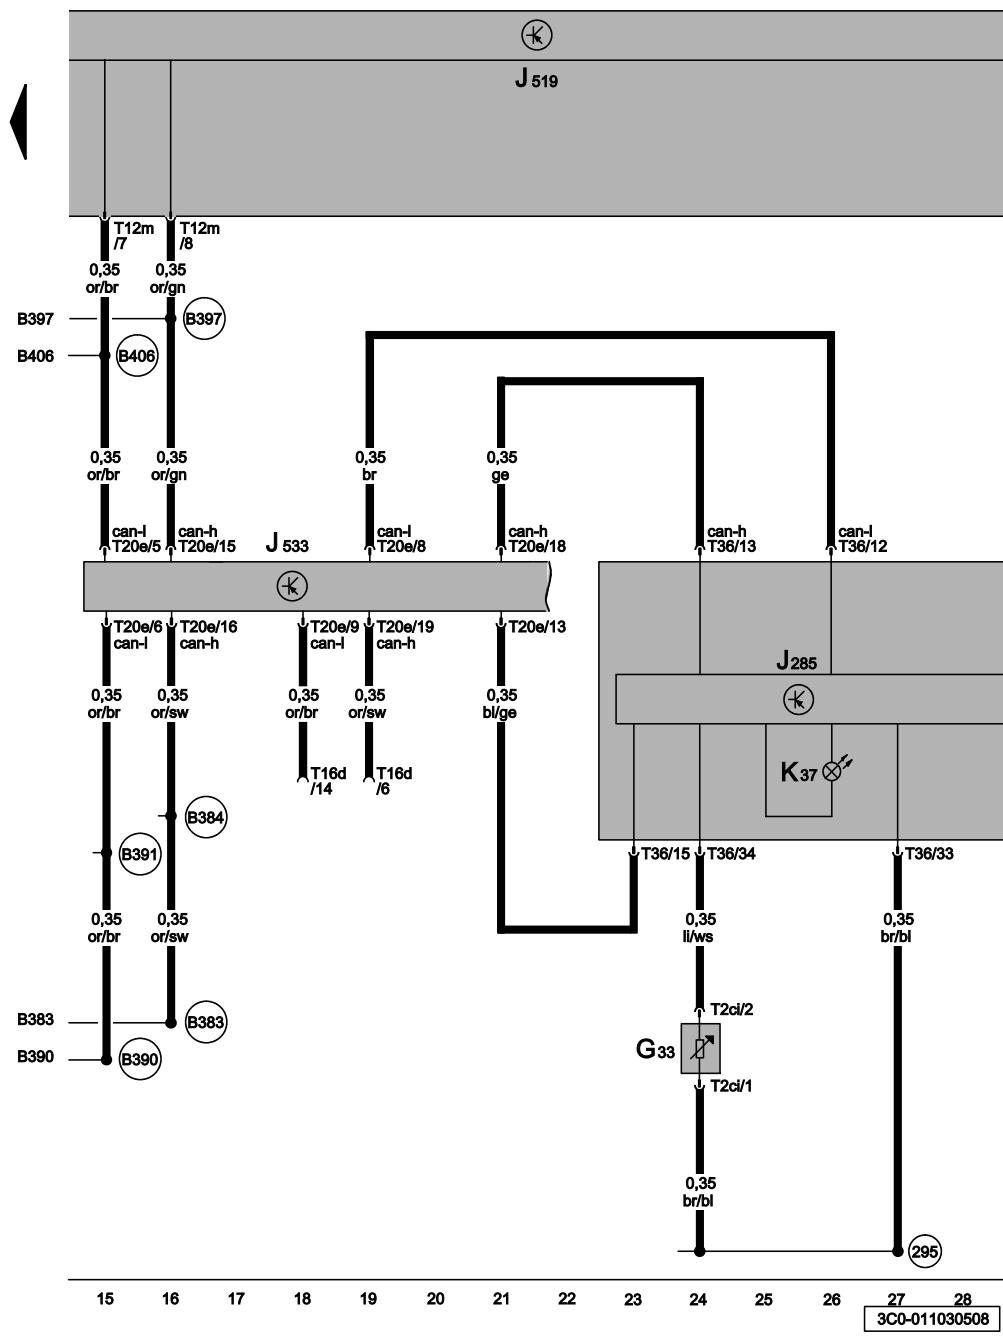 J 519
T12m
/7
T12m
/8
0,35
or/br
0,35
or/gn
B397
B397
B406
B406
0,35
or/br
0,35
or/gn
0,35
br
0,35
ge
can-l
T20e/5
can-h
T20e/15
J 533
can-l
T20e/8
can-h
T20e/18
can-h
T36/13
can-l
T36/12
T20e/6
can-l
T20e/16
can-h
T20e/9
can-l
T20e/19
can-h
T20e/13
J 285
0,35
or/br
0,35
or/sw
0,35
or/br
0,35
or/sw
0,35
bl/ge
T16d
/14
T16d
/6
K 37
B384
B391
T36/15
T36/34
T36/33
0,35
or/br
0,35
or/sw
0,35
li/ws
0,35
br/bl
T2ci/2
B383
B383
G 33
B390
B390
T2ci/1
0,35
br/bl
295
15 16 17 18 19 20 21 22 23 24 25 26 27 28
3C0-011030508